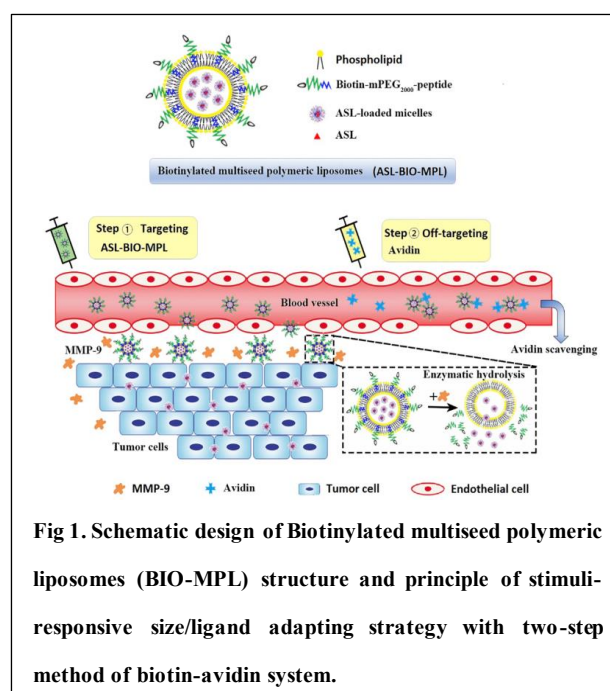 Phospholipid
Biotin-mPEG2000-peptide
ASL-loaded micelles
ASL
Biotinylated multiseed polymeric liposomes (ASL-BIO-MPL)
Step ① Targeting
ASL-BIO-MPL
Step ② Off-targeting
Avidin
Blood vessel
MMP-9
Avidin scavenging
Enzymatic hydrolysis
+
Tumor cells
MMP-9
Avidin
Tumor cell
Endothelial cell
Fig 1. Schematic design of Biotinylated multiseed polymeric
liposomes (BIO-MPL) structure and principle of stimuli-
responsive size/ligand adapting strategy with two-step
method of biotin-avidin system.